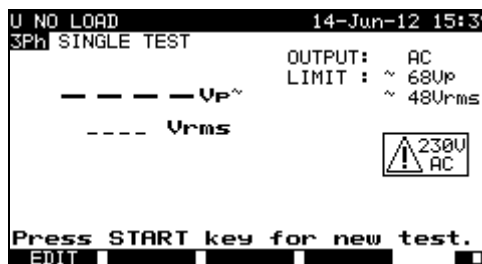 U NO LOAD 14-Jun-12 15:3
3Ph SINGLE TEST
OUTPUT: AC
LIMIT : ~ 68Vp
~ 48Vrms
– – – – Vp~
---- Vrms
230V
AC
Press START key for new test.
EDIT